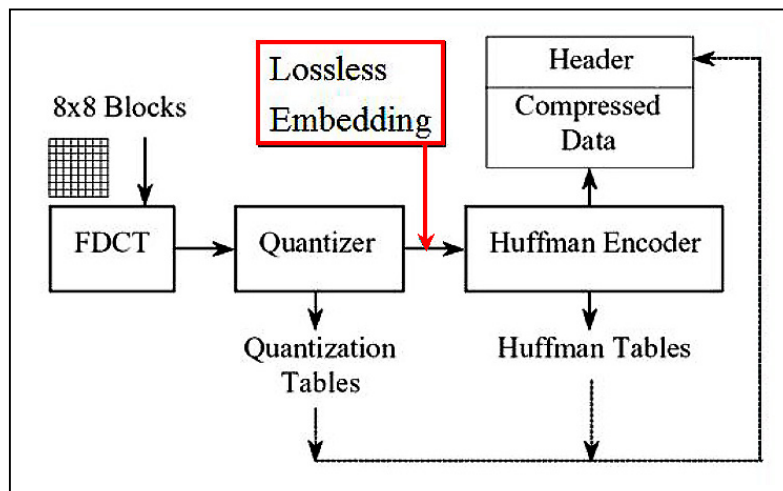 Lossless
Embedding
Header
Compressed
Data
8x8 Blocks
FDCT
Quantizer
Huffman Encoder
Quantization
Tables
Huffman Tables